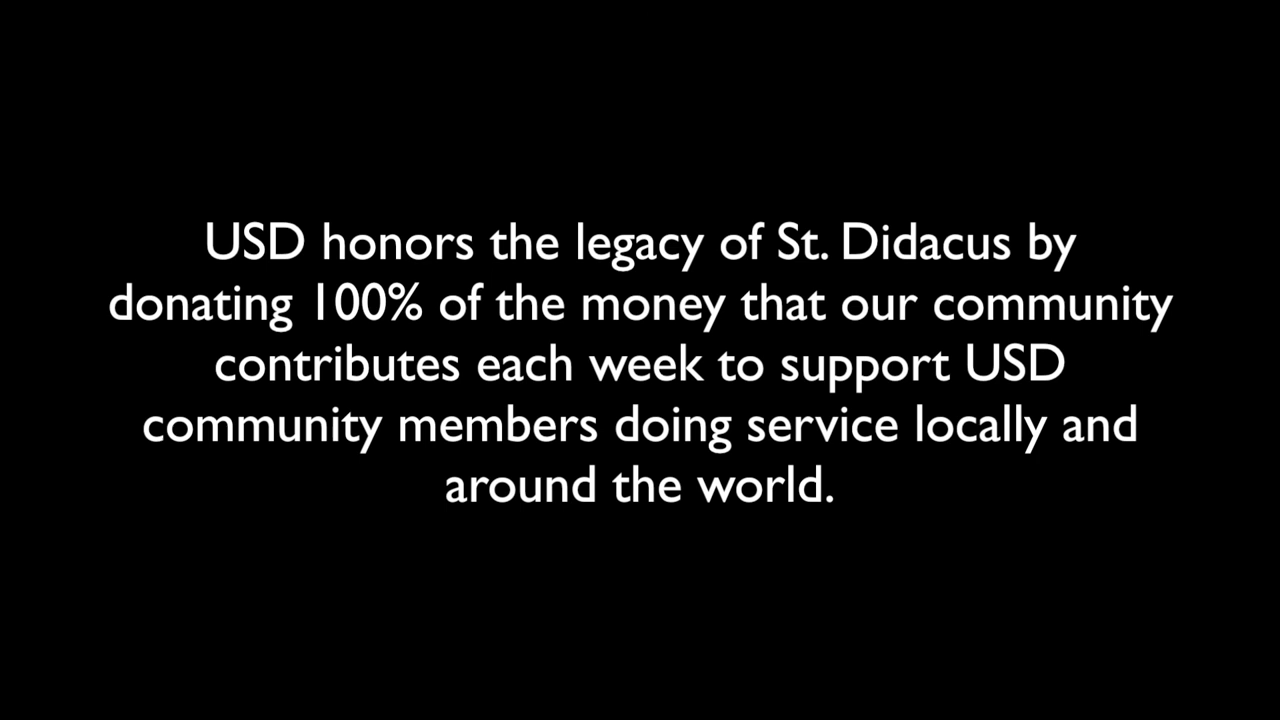 USD honors the legacy of St. Didacus by
donating 100% of the money that our community
contributes each week to support USD
community members doing service locally and
around the world.